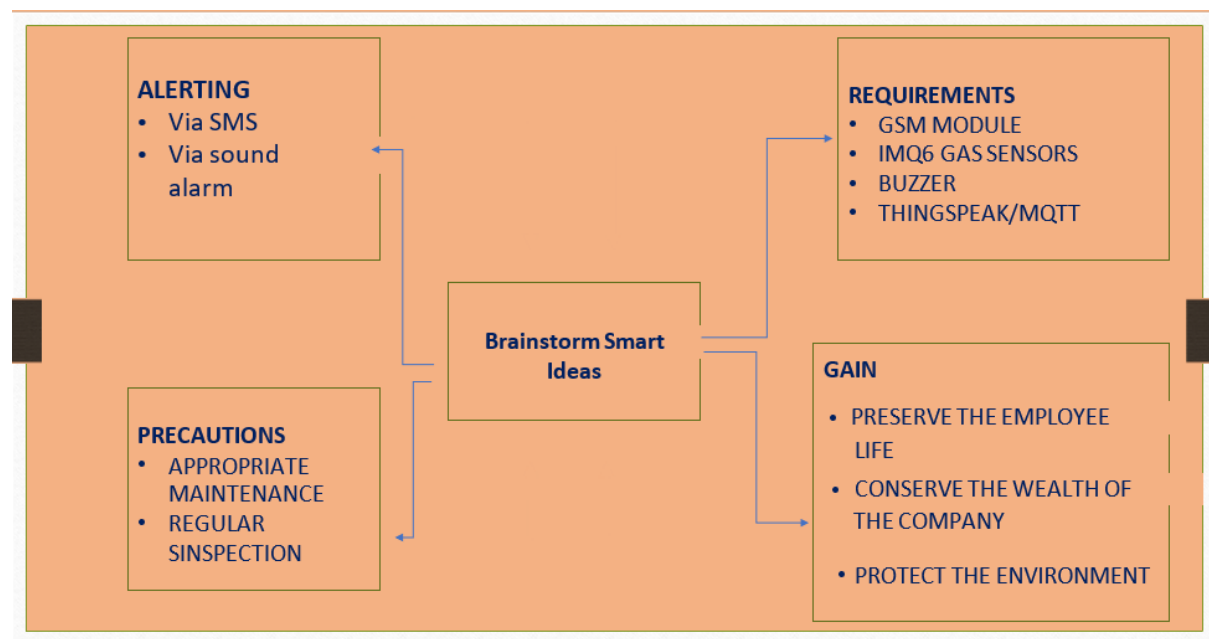 ALERTING
• Via SMS
• Via sound
alarm
REQUIREMENTS
• GSM MODULE
• IMQ6 GAS SENSORS
• BUZZER
• THINGSPEAK/MQTT
Brainstorm Smart
Ideas
PRECAUTIONS
• APPROPRIATE
MAINTENANCE
• REGULAR
SINSPECTION
GAIN
• PRESERVE THE EMPLOYEE
LIFE
• CONSERVE THE WEALTH OF
THE COMPANY
• PROTECT THE ENVIRONMENT